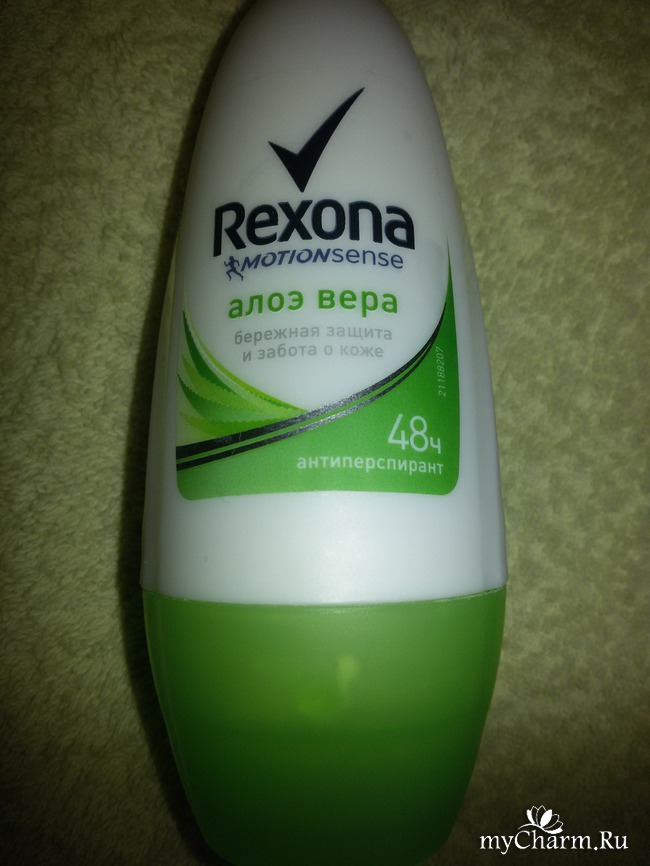 Rexona
MOTIONsense
алоэ вера
бережная защита
и забота о коже
21188207
48ч
антиперспирант
myCharm.Ru